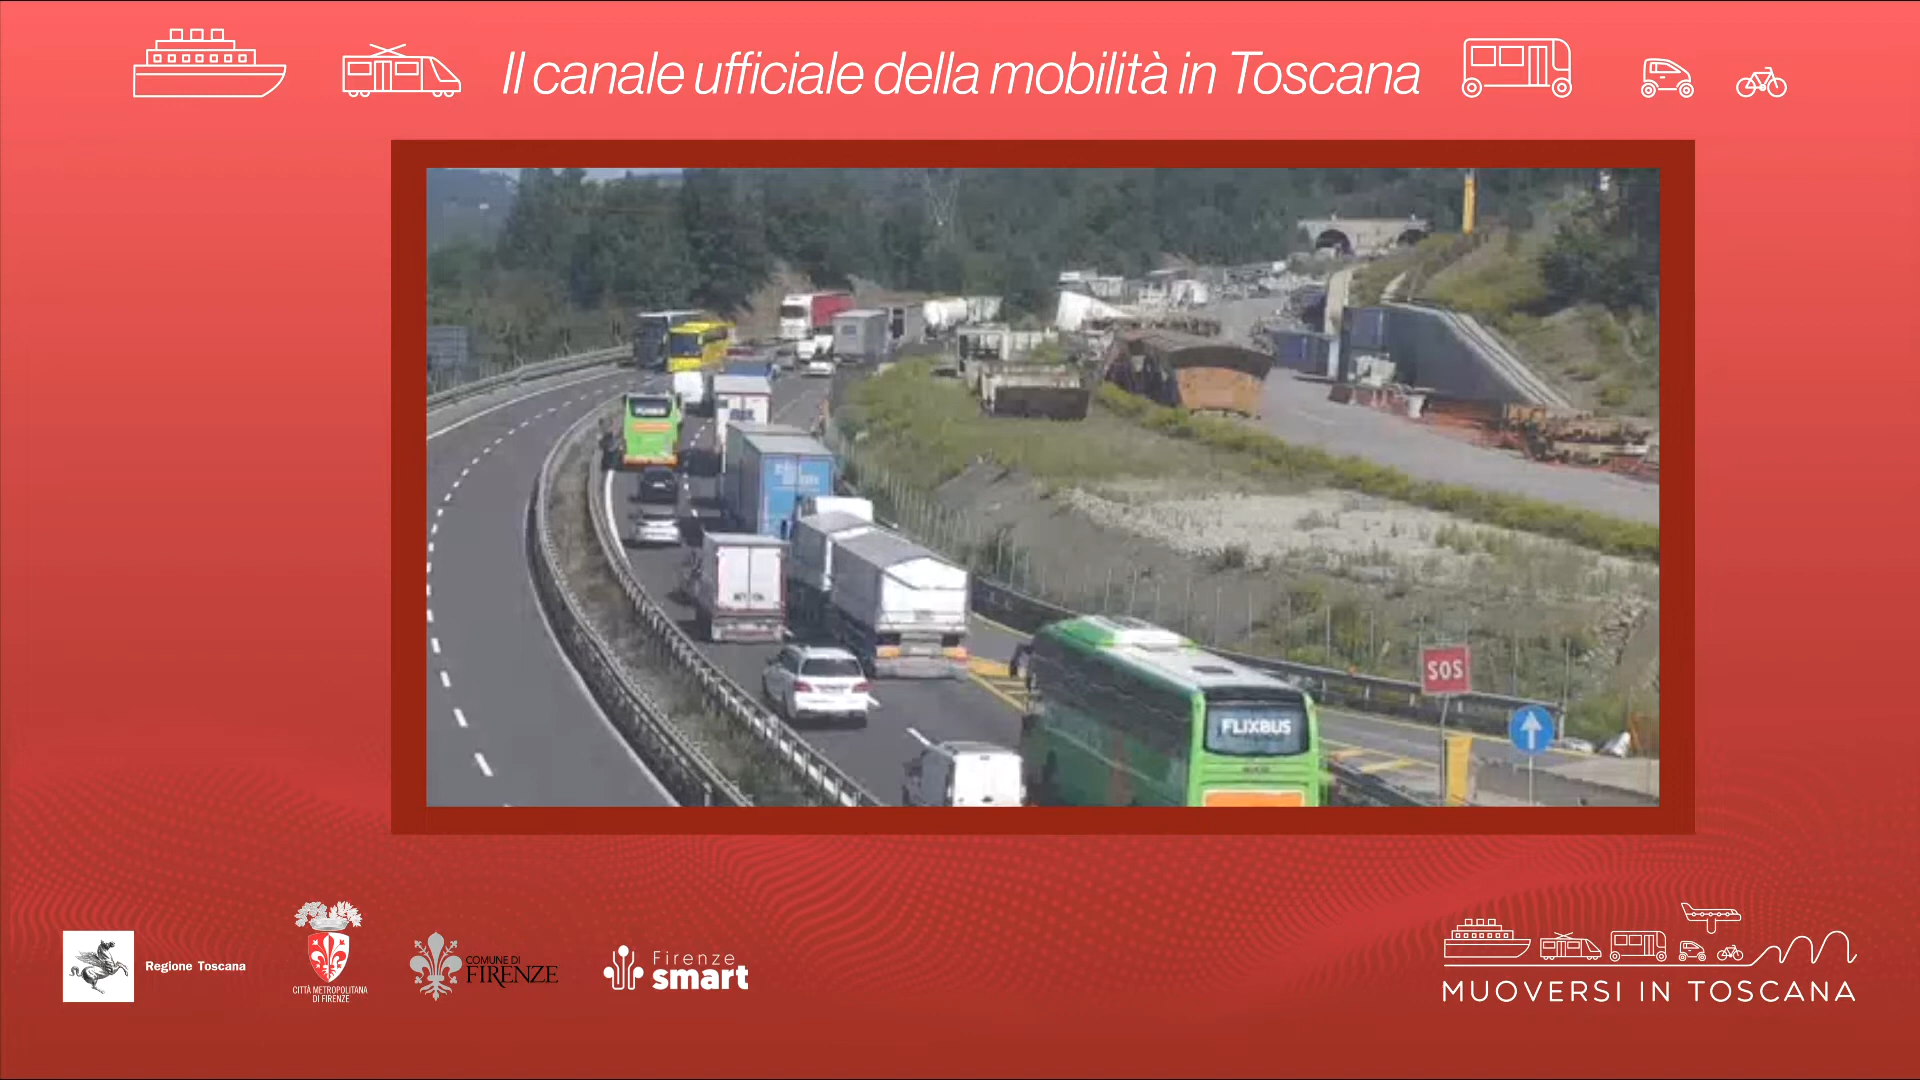 Il canale ufficiale della mobilità in Toscana
FLIXBUS
SOS
Regione Toscana
CITTÀ METROPOLITANA
DI FIRENZE
COMUNE DI
FIRENZE
Firenze
smart
MUOVERSI IN TOSCANA